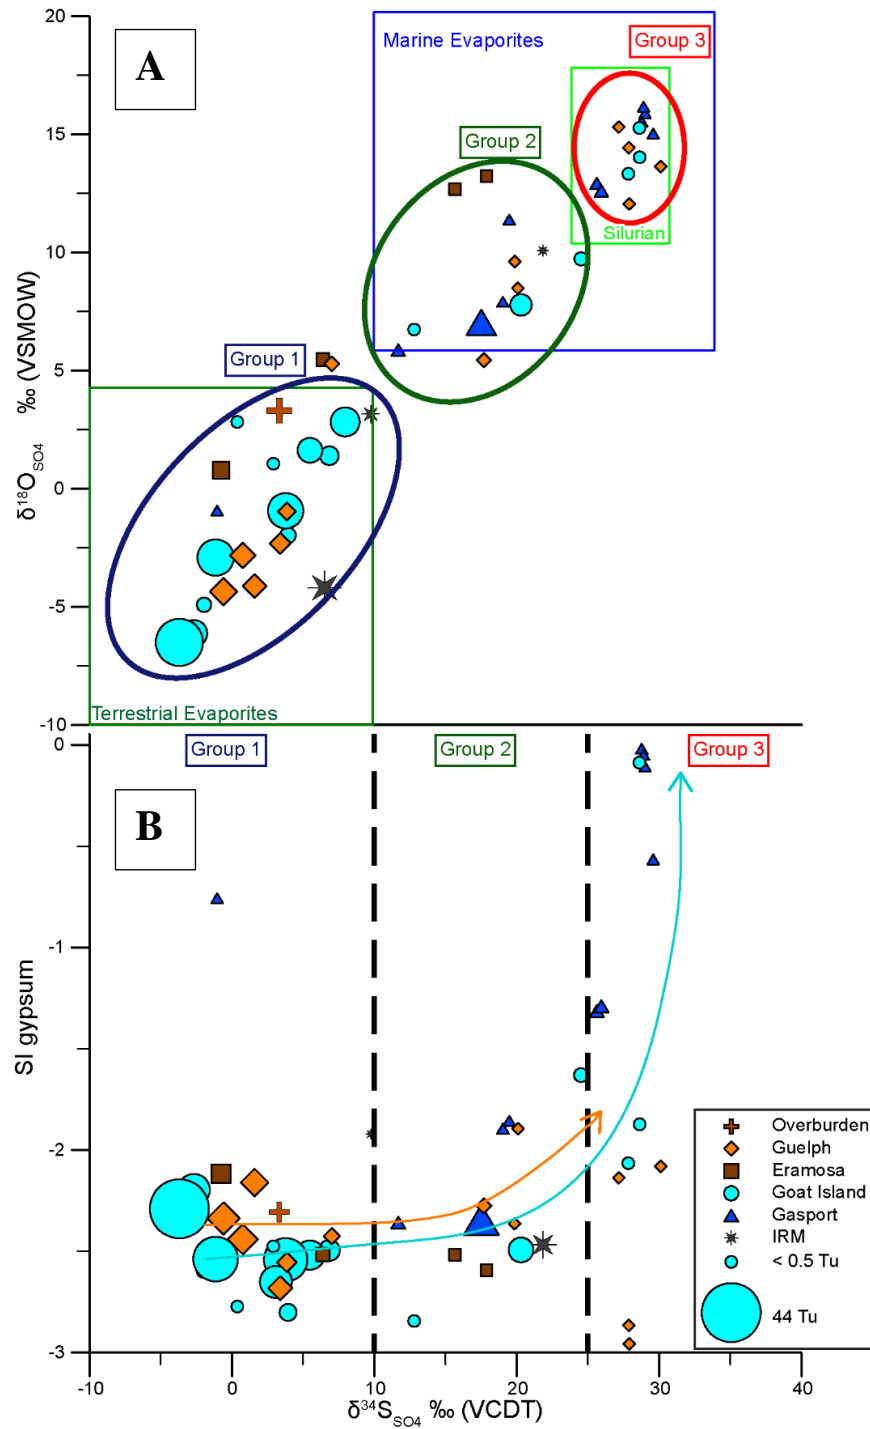 A
Marine Evaporites
Group 3
Group 2
Silurian
Group 1
Terrestrial Evaporites
20
15
10
5
0
-5
-10
δ¹⁸O_SO4 ‰ (VSMOW)
Group 1
Group 2
Group 3
B
0
-1
-2
-3
SI gypsum
Overburden
Guelph
Eramosa
Goat Island
Gasport
IRM
< 0.5 Tu
44 Tu
-10 0 10 20 30 40
δ³⁴S_SO4 ‰ (VCDT)